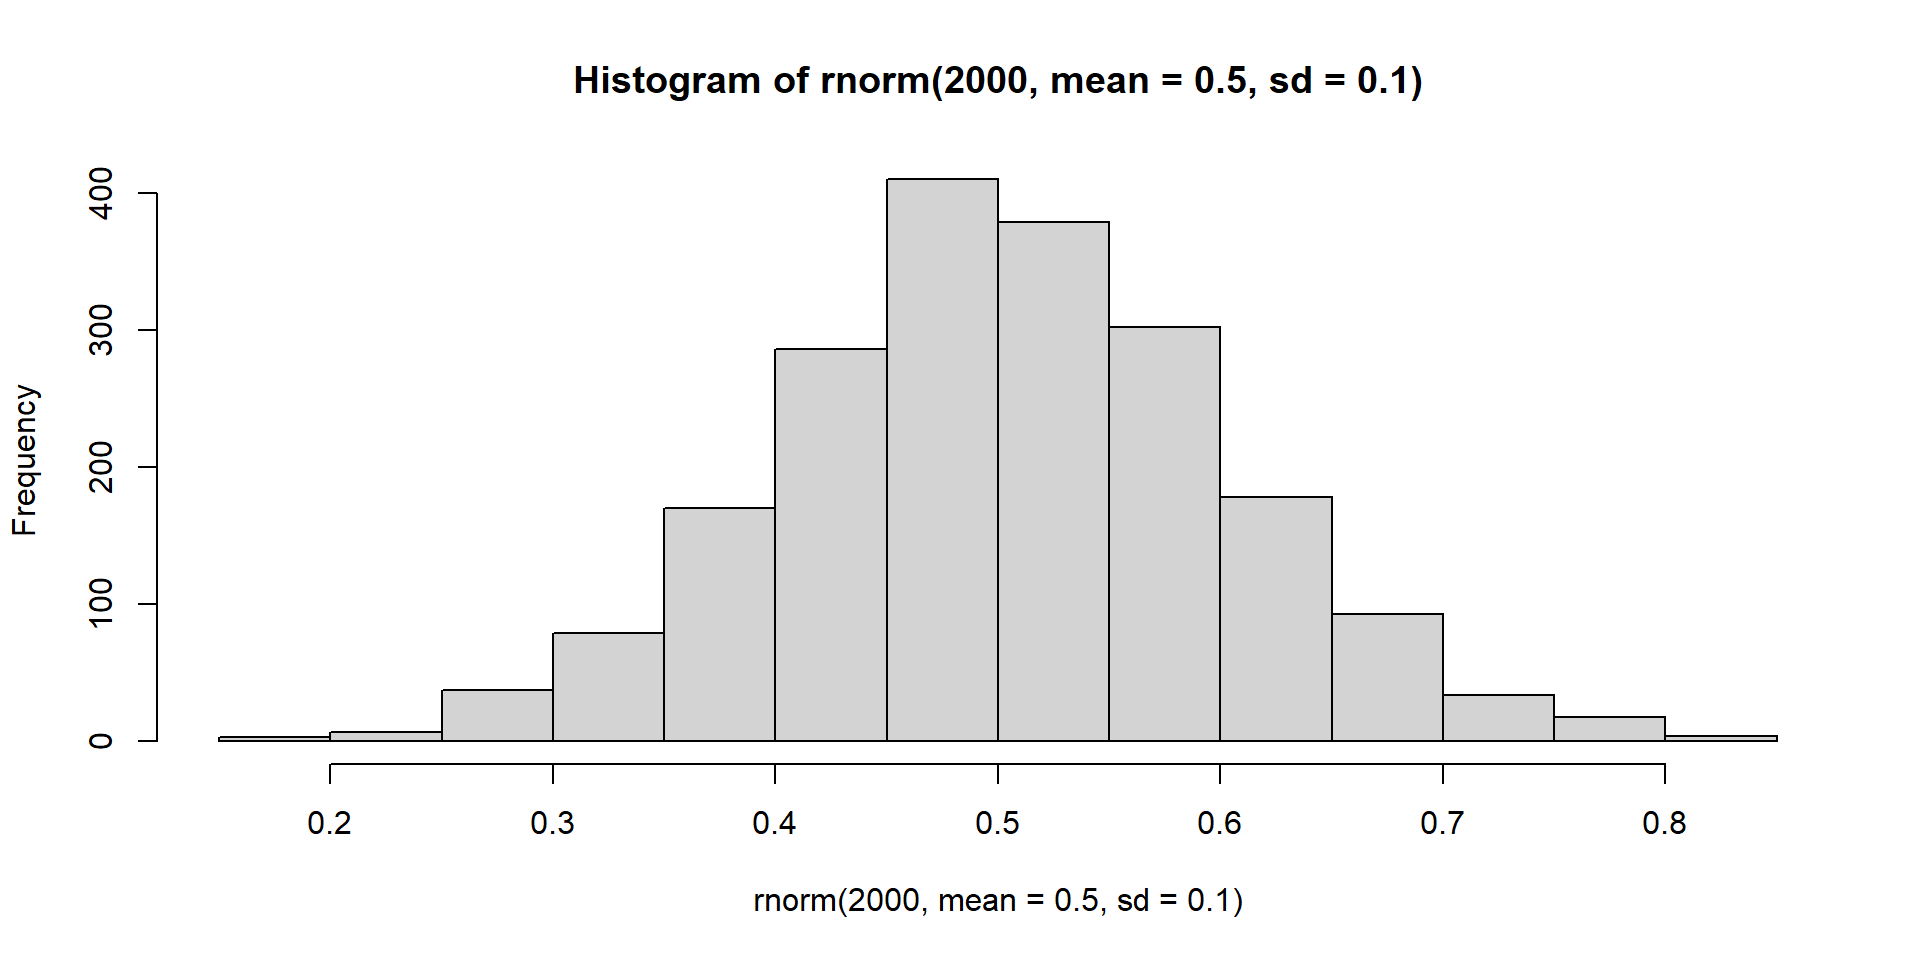 Histogram of rnorm(2000, mean = 0.5, sd = 0.1)
Frequency
400
300
200
100
0
0.2 0.3 0.4 0.5 0.6 0.7 0.8
rnorm(2000, mean = 0.5, sd = 0.1)